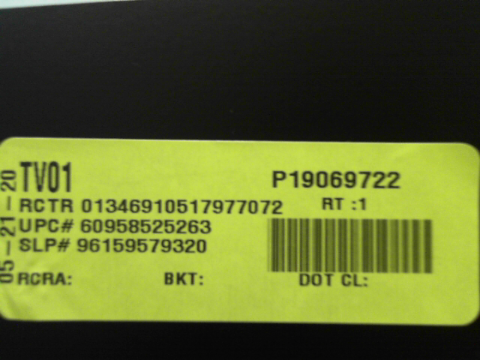 05-21-20
TV01 P19069722
RCTR 01346910517977072 RT :1
UPC# 60958525263
SLP# 96159579320
RCRA: BKT: DOT CL: